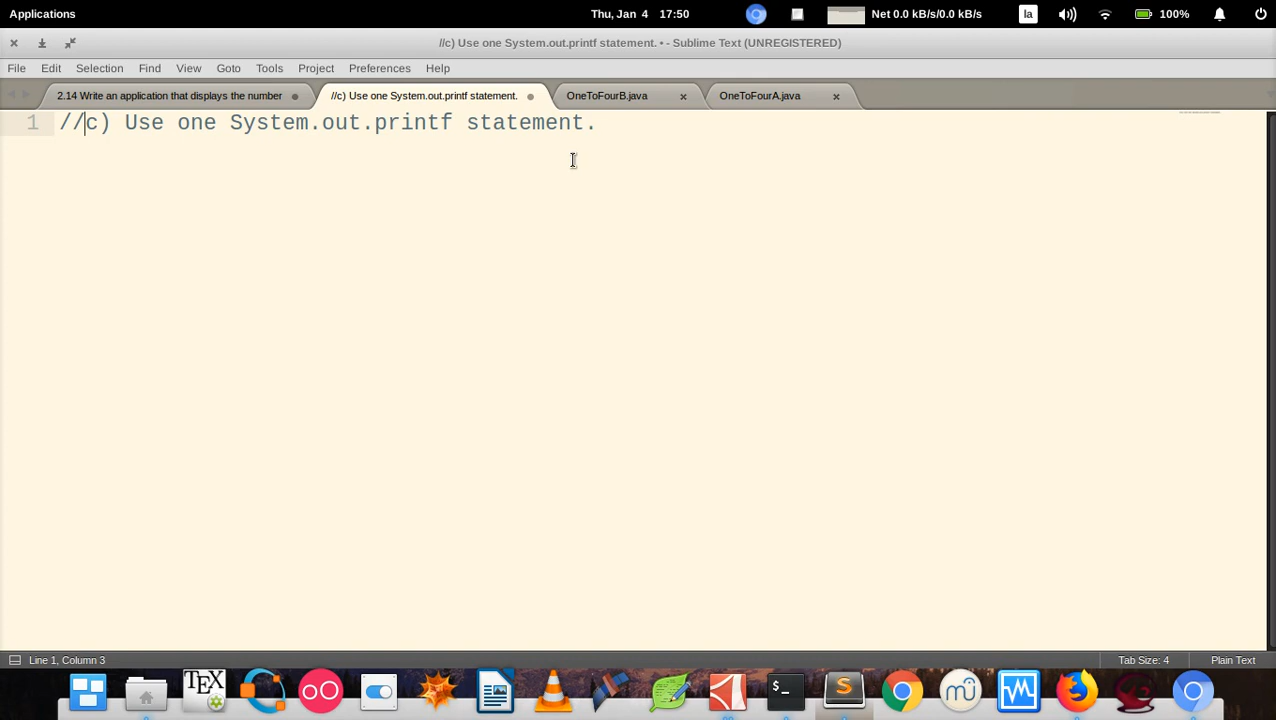 Applications
Thu, Jan 4 17:50
Net 0.0 kB/s/0.0 kB/s
la
100%
//c) Use one System.out.printf statement. • - Sublime Text (UNREGISTERED)
File Edit Selection Find View Goto Tools Project Preferences Help
2.14 Write an application that displays the number
//c) Use one System.out.printf statement.
OneToFourB.java
OneToFourA.java
1 //c) Use one System.out.printf statement.
Line 1, Column 3
Tab Size: 4
Plain Text
TEX
>_
S
mu